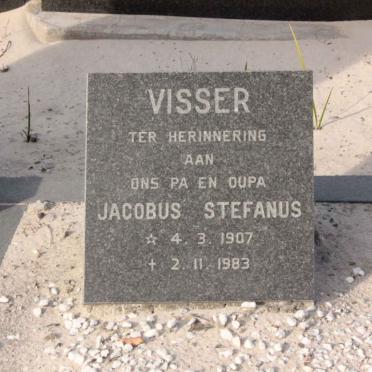 VISSER
TER HERINNERING
AAN
ONS PA EN OUPA
JACOBUS STEFANUS
☆ 4. 3. 1907
✝ 2. 11. 1983